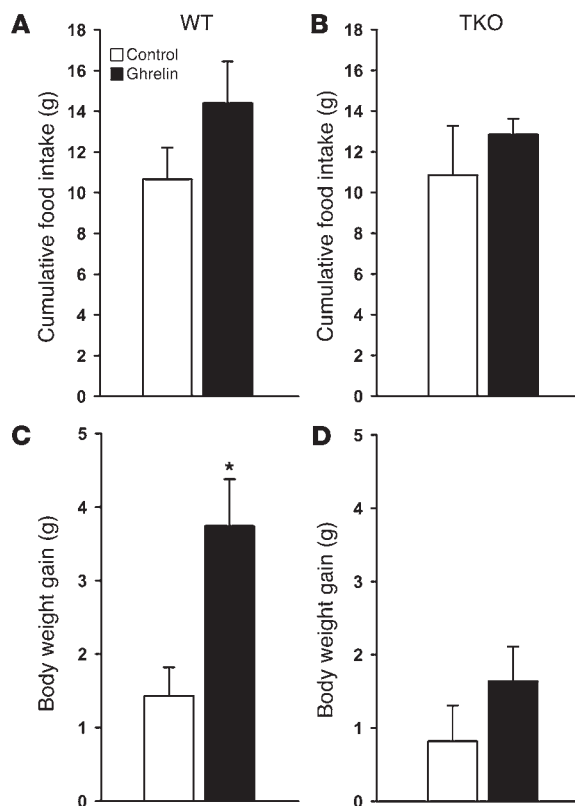 A
WT
Control
Ghrelin
Cumulative food intake (g)
18
16
14
12
10
8
6
4
2
0
B
TKO
Cumulative food intake (g)
18
16
14
12
10
8
6
4
2
0
C
Body weight gain (g)
5
4
3
2
1
0
*
D
Body weight gain (g)
5
4
3
2
1
0